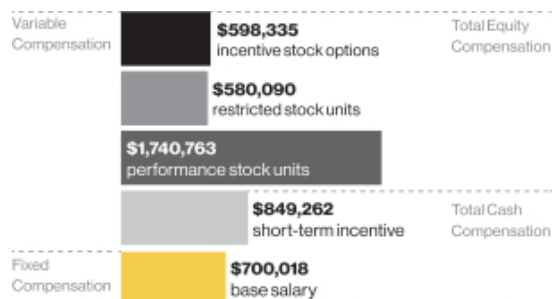 Variable
Compensation
$598,335
incentive stock options
Total Equity
Compensation
$580,090
restricted stock units
$1,740,763
performance stock units
$849,262
short-term incentive
Total Cash
Compensation
Fixed
Compensation
$700,018
base salary